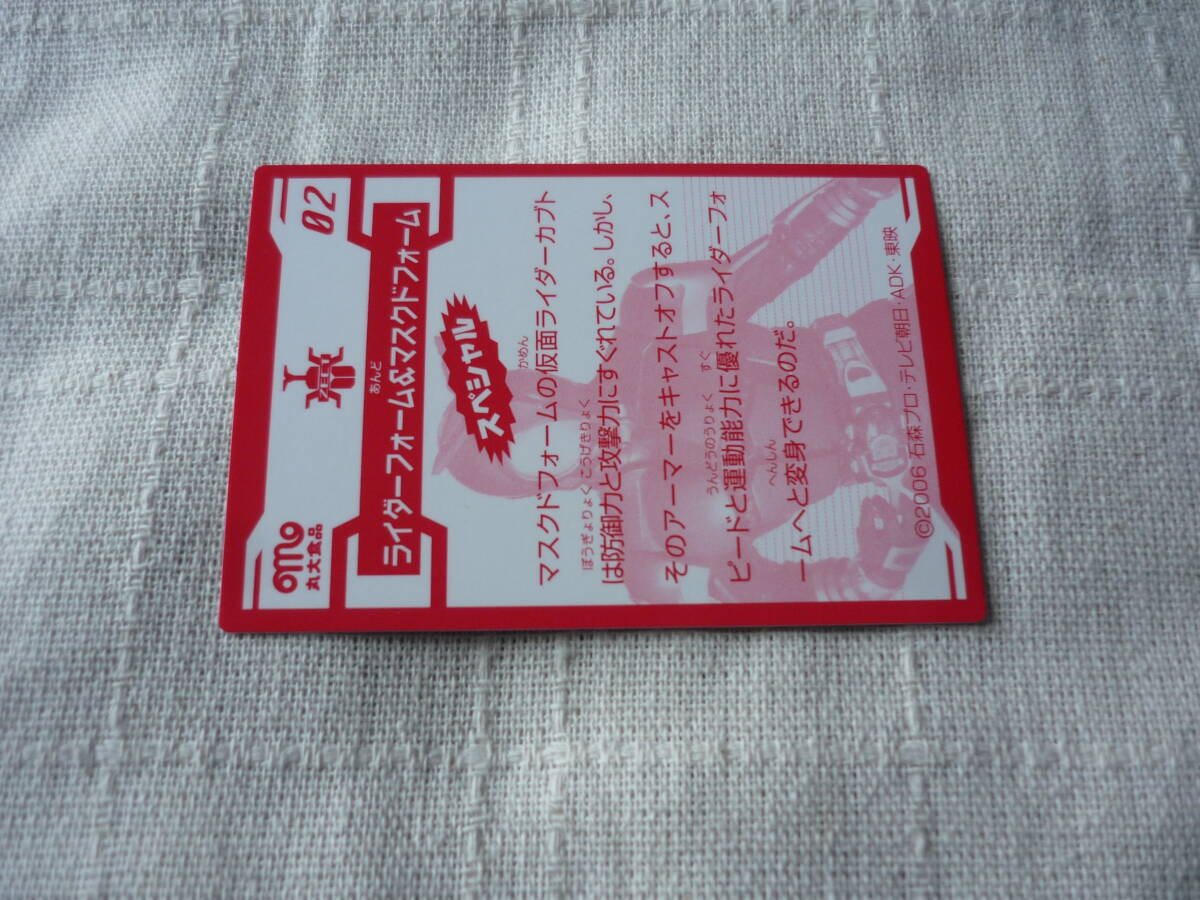 丸大食品
ZECT
02
あんど
ライダーフォーム&マスクドフォーム
スペシャル
かめん
マスクドフォームの仮面ライダーカブト
ぼうぎょりょく こうげきりょく
は防御力と攻撃力にすぐれている。しかし、
そのアーマーをキャストオフすると、ス
うんどうのうりょく すぐ
ピードと運動能力に優れたライダーフォ
へんしん
ームへと変身できるのだ。
©2006 石森プロ・テレビ朝日・ADK・東映